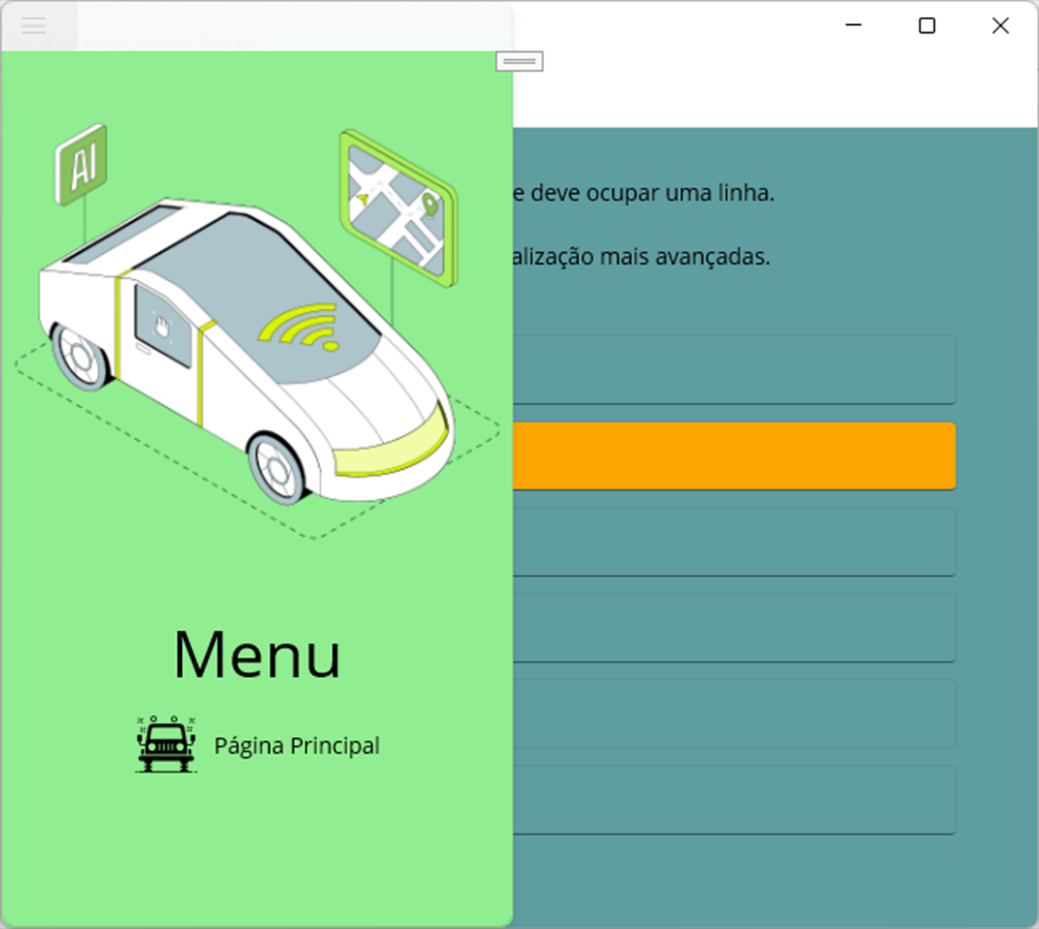 AI
e deve ocupar uma linha.
alização mais avançadas.
Menu
Página Principal